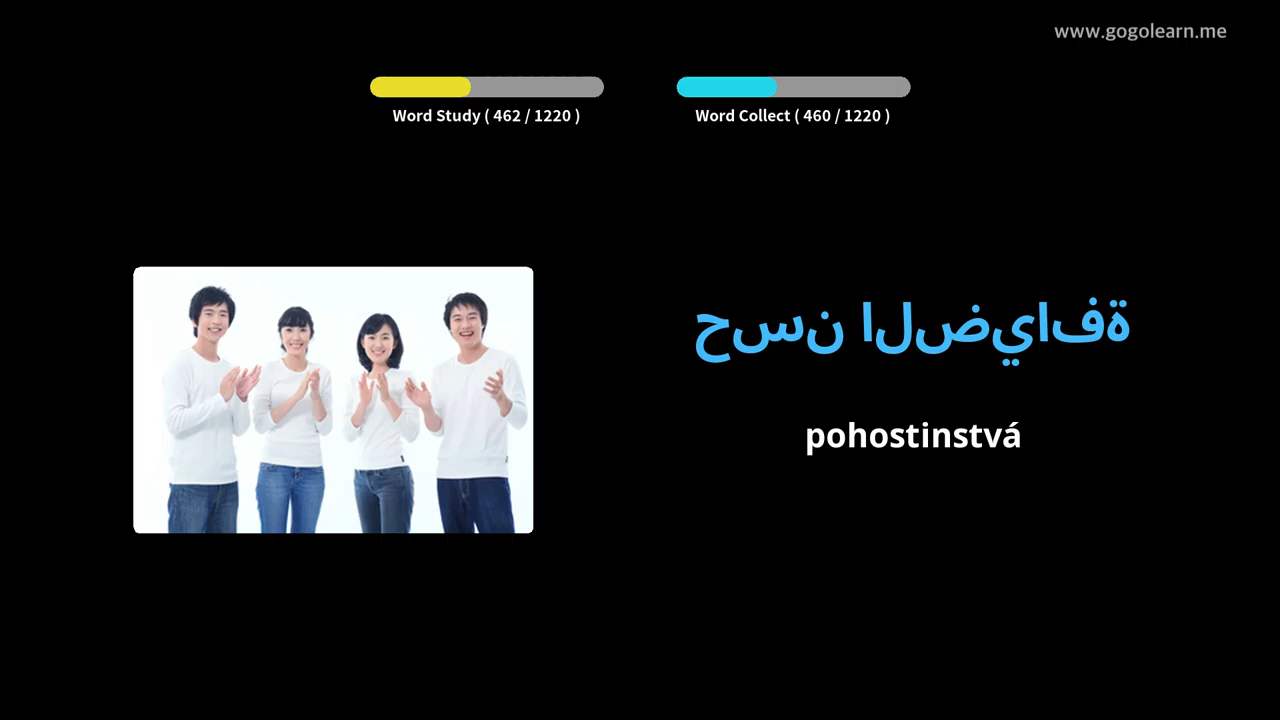 www.gogolearn.me
Word Study ( 462 / 1220 )
Word Collect ( 460 / 1220 )
حسن الضيافة
pohostinstvá